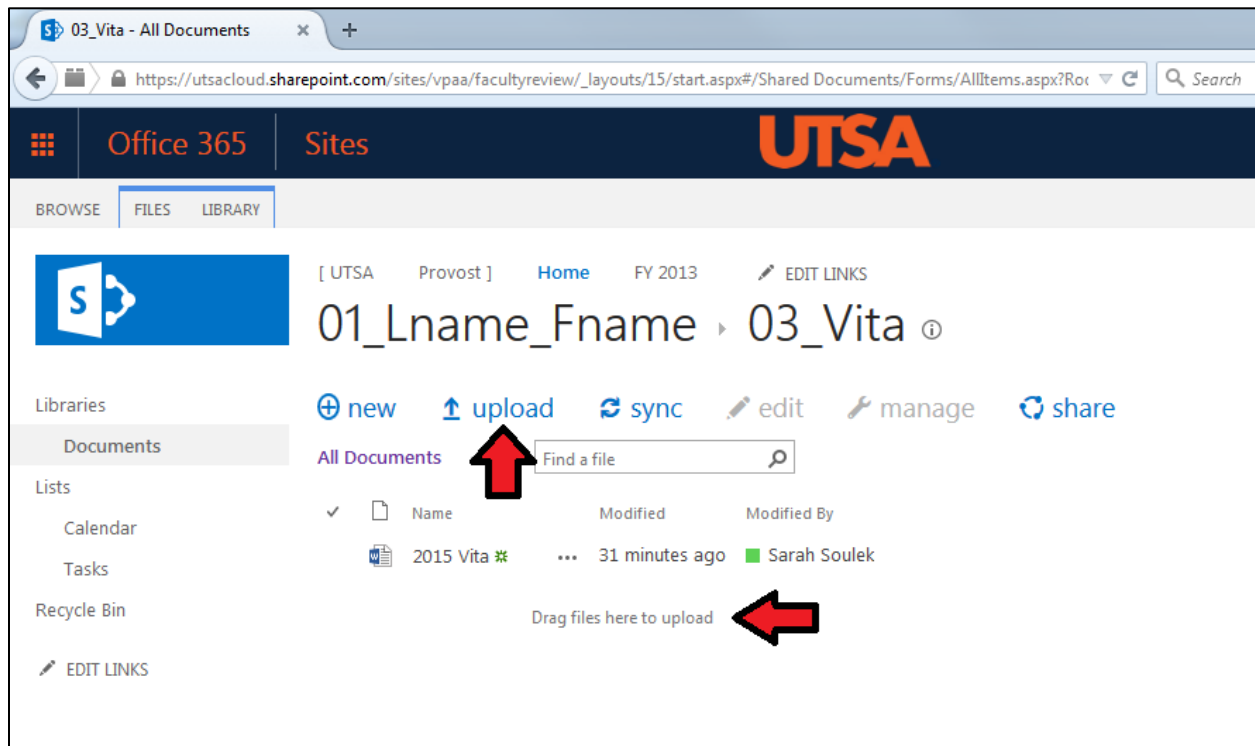 03_Vita - All Documents
https://utsacloud.sharepoint.com/sites/vpaa/facultyreview/_layouts/15/start.aspx#/Shared Documents/Forms/AllItems.aspx?Roc
Search
Office 365 Sites UTSA
BROWSE FILES LIBRARY
[ UTSA Provost ] Home FY 2013 EDIT LINKS
01_Lname_Fname 03_Vita
Libraries
Documents
Lists
Calendar
Tasks
Recycle Bin
EDIT LINKS
new upload sync edit manage share
All Documents Find a file
Name Modified Modified By
2015 Vita ... 31 minutes ago Sarah Soulek
Drag files here to upload